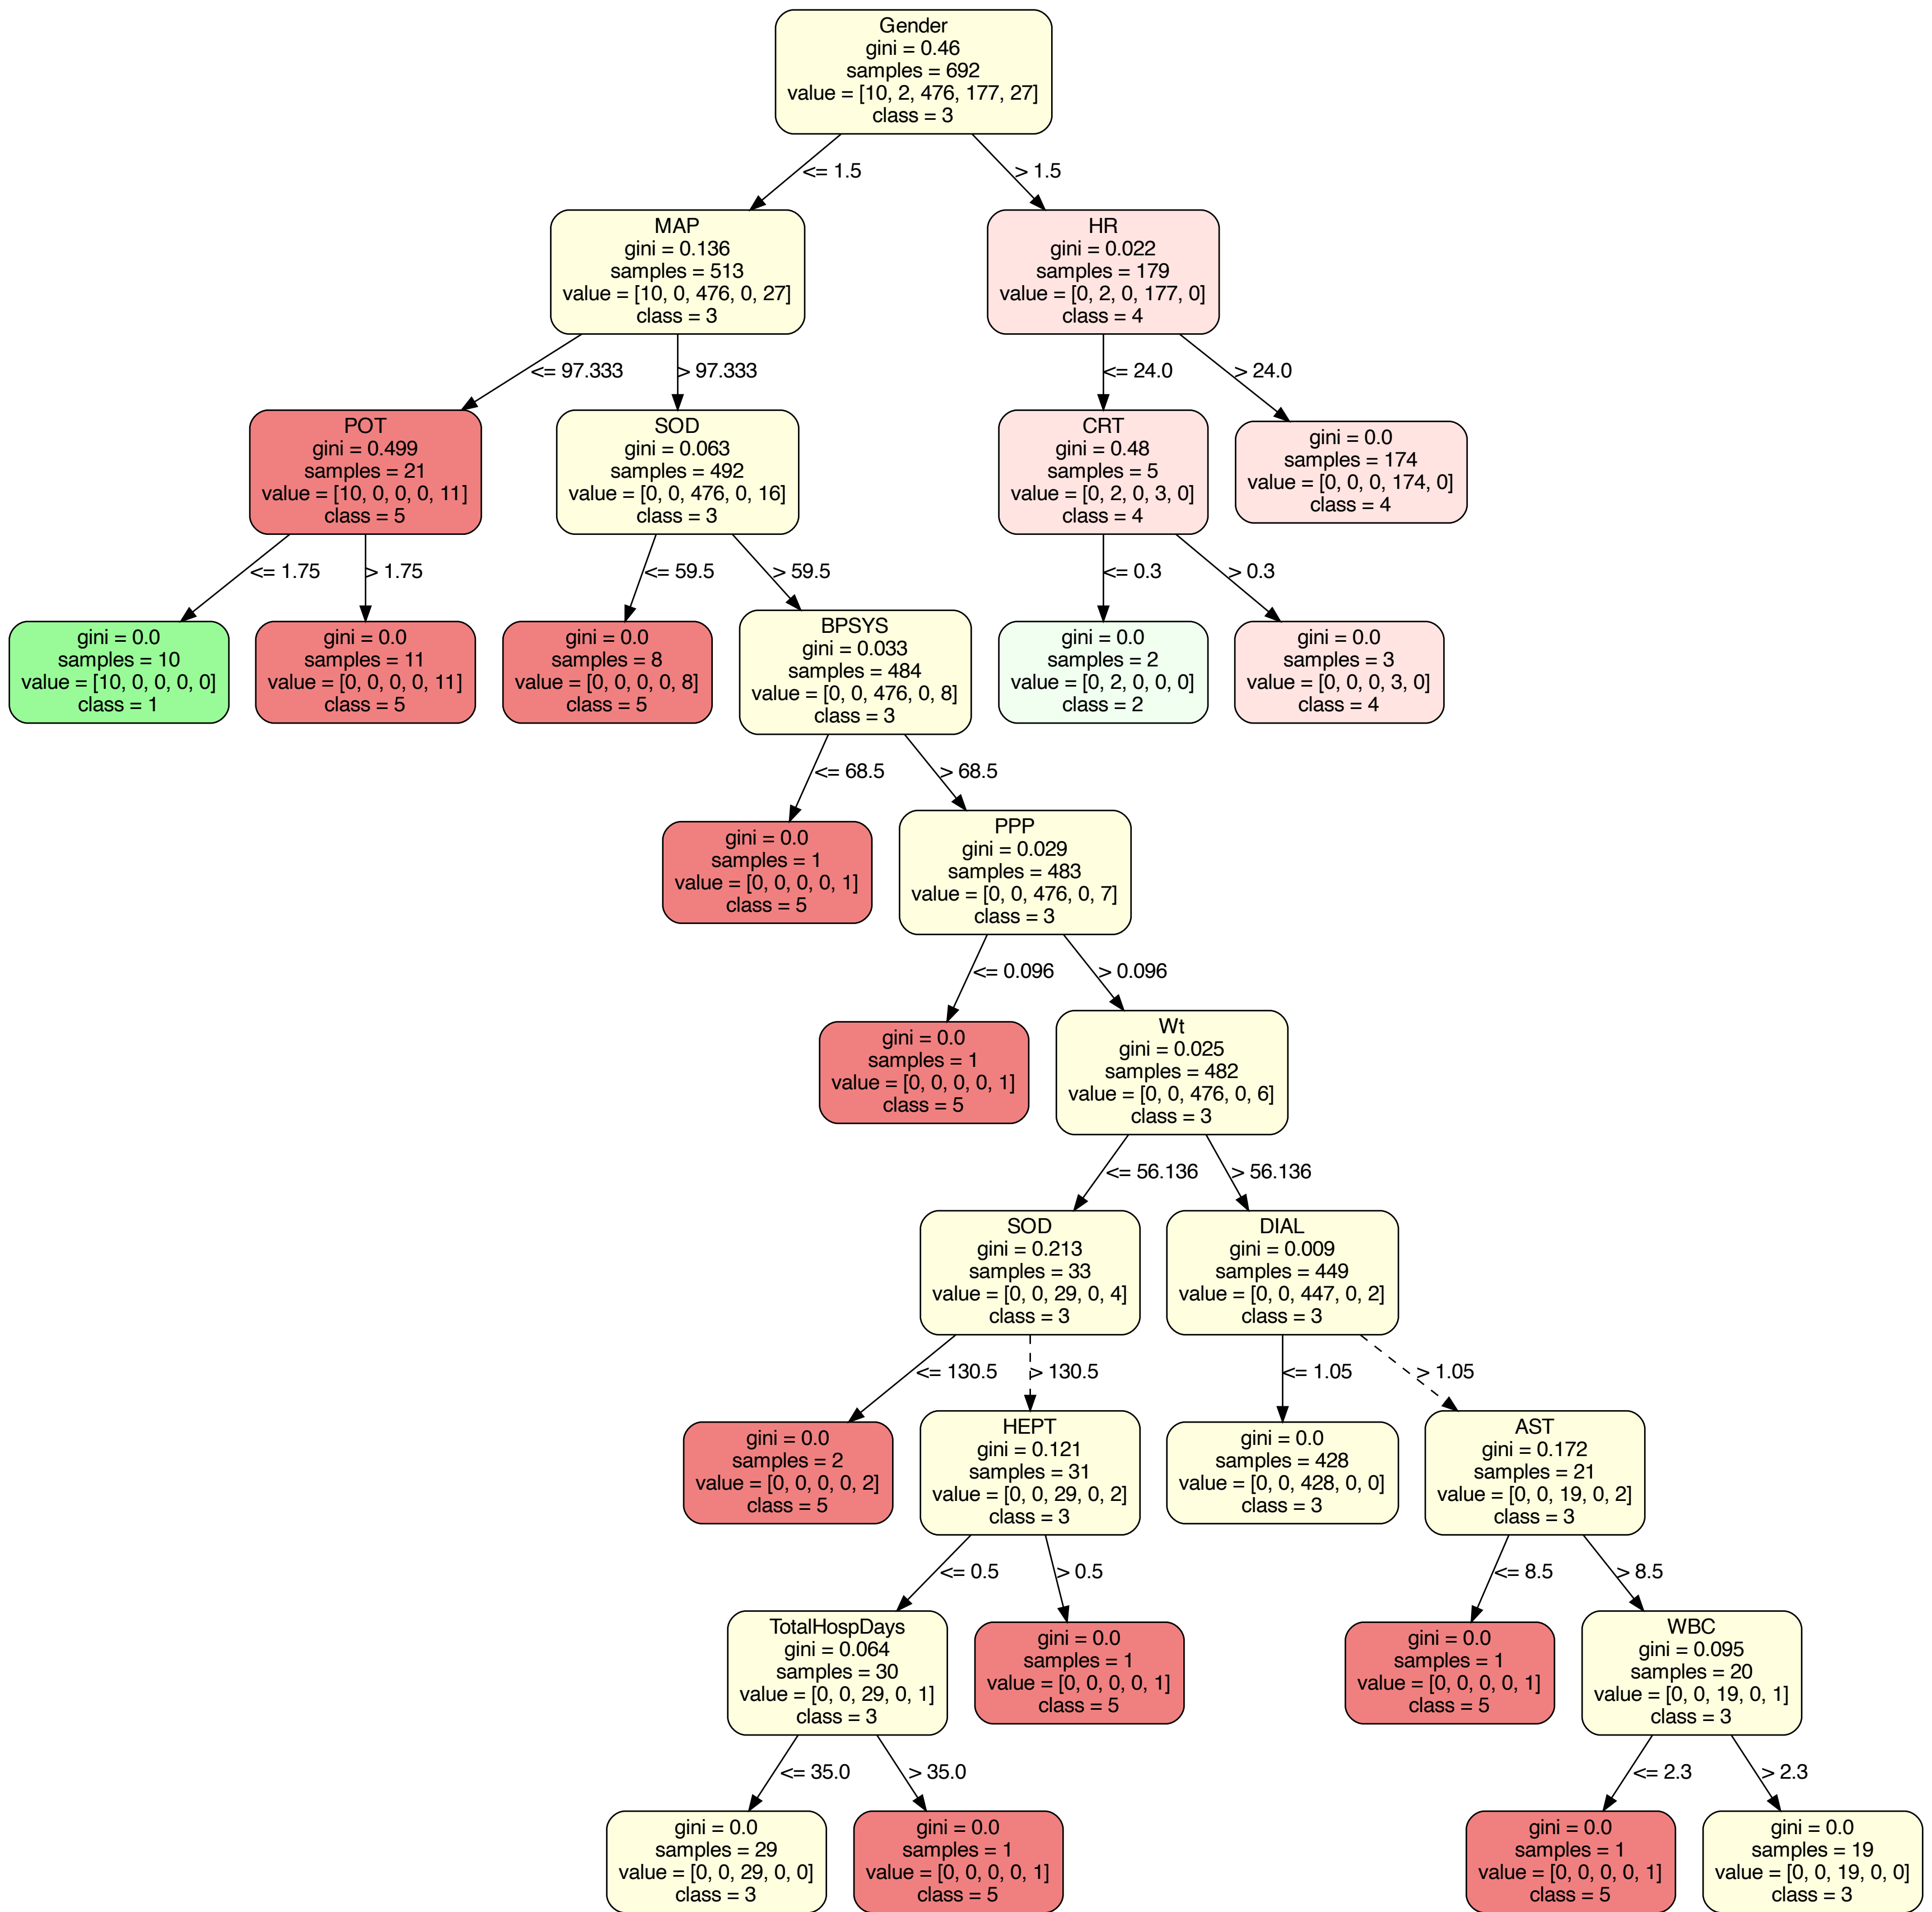 Gender
gini = 0.46
samples = 692
value = [10, 2, 476, 177, 27]
class = 3
<= 1.5
> 1.5
MAP
gini = 0.136
samples = 513
value = [10, 0, 476, 0, 27]
class = 3
HR
gini = 0.022
samples = 179
value = [0, 2, 0, 177, 0]
class = 4
<= 97.333
> 97.333
<= 24.0
> 24.0
POT
gini = 0.499
samples = 21
value = [10, 0, 0, 0, 11]
class = 5
SOD
gini = 0.063
samples = 492
value = [0, 0, 476, 0, 16]
class = 3
CRT
gini = 0.48
samples = 5
value = [0, 2, 0, 3, 0]
class = 4
gini = 0.0
samples = 174
value = [0, 0, 0, 174, 0]
class = 4
<= 1.75
> 1.75
<= 59.5
> 59.5
<= 0.3
> 0.3
gini = 0.0
samples = 10
value = [10, 0, 0, 0, 0]
class = 1
gini = 0.0
samples = 11
value = [0, 0, 0, 0, 11]
class = 5
gini = 0.0
samples = 8
value = [0, 0, 0, 0, 8]
class = 5
BPSYS
gini = 0.033
samples = 484
value = [0, 0, 476, 0, 8]
class = 3
gini = 0.0
samples = 2
value = [0, 2, 0, 0, 0]
class = 2
gini = 0.0
samples = 3
value = [0, 0, 0, 3, 0]
class = 4
<= 68.5
> 68.5
gini = 0.0
samples = 1
value = [0, 0, 0, 0, 1]
class = 5
PPP
gini = 0.029
samples = 483
value = [0, 0, 476, 0, 7]
class = 3
<= 0.096
> 0.096
gini = 0.0
samples = 1
value = [0, 0, 0, 0, 1]
class = 5
Wt
gini = 0.025
samples = 482
value = [0, 0, 476, 0, 6]
class = 3
<= 56.136
> 56.136
SOD
gini = 0.213
samples = 33
value = [0, 0, 29, 0, 4]
class = 3
DIAL
gini = 0.009
samples = 449
value = [0, 0, 447, 0, 2]
class = 3
<= 130.5
> 130.5
<= 1.05
> 1.05
gini = 0.0
samples = 2
value = [0, 0, 0, 0, 2]
class = 5
HEPT
gini = 0.121
samples = 31
value = [0, 0, 29, 0, 2]
class = 3
gini = 0.0
samples = 428
value = [0, 0, 428, 0, 0]
class = 3
AST
gini = 0.172
samples = 21
value = [0, 0, 19, 0, 2]
class = 3
<= 0.5
> 0.5
<= 8.5
> 8.5
TotalHospDays
gini = 0.064
samples = 30
value = [0, 0, 29, 0, 1]
class = 3
gini = 0.0
samples = 1
value = [0, 0, 0, 0, 1]
class = 5
gini = 0.0
samples = 1
value = [0, 0, 0, 0, 1]
class = 5
WBC
gini = 0.095
samples = 20
value = [0, 0, 19, 0, 1]
class = 3
<= 35.0
> 35.0
<= 2.3
> 2.3
gini = 0.0
samples = 29
value = [0, 0, 29, 0, 0]
class = 3
gini = 0.0
samples = 1
value = [0, 0, 0, 0, 1]
class = 5
gini = 0.0
samples = 1
value = [0, 0, 0, 0, 1]
class = 5
gini = 0.0
samples = 19
value = [0, 0, 19, 0, 0]
class = 3